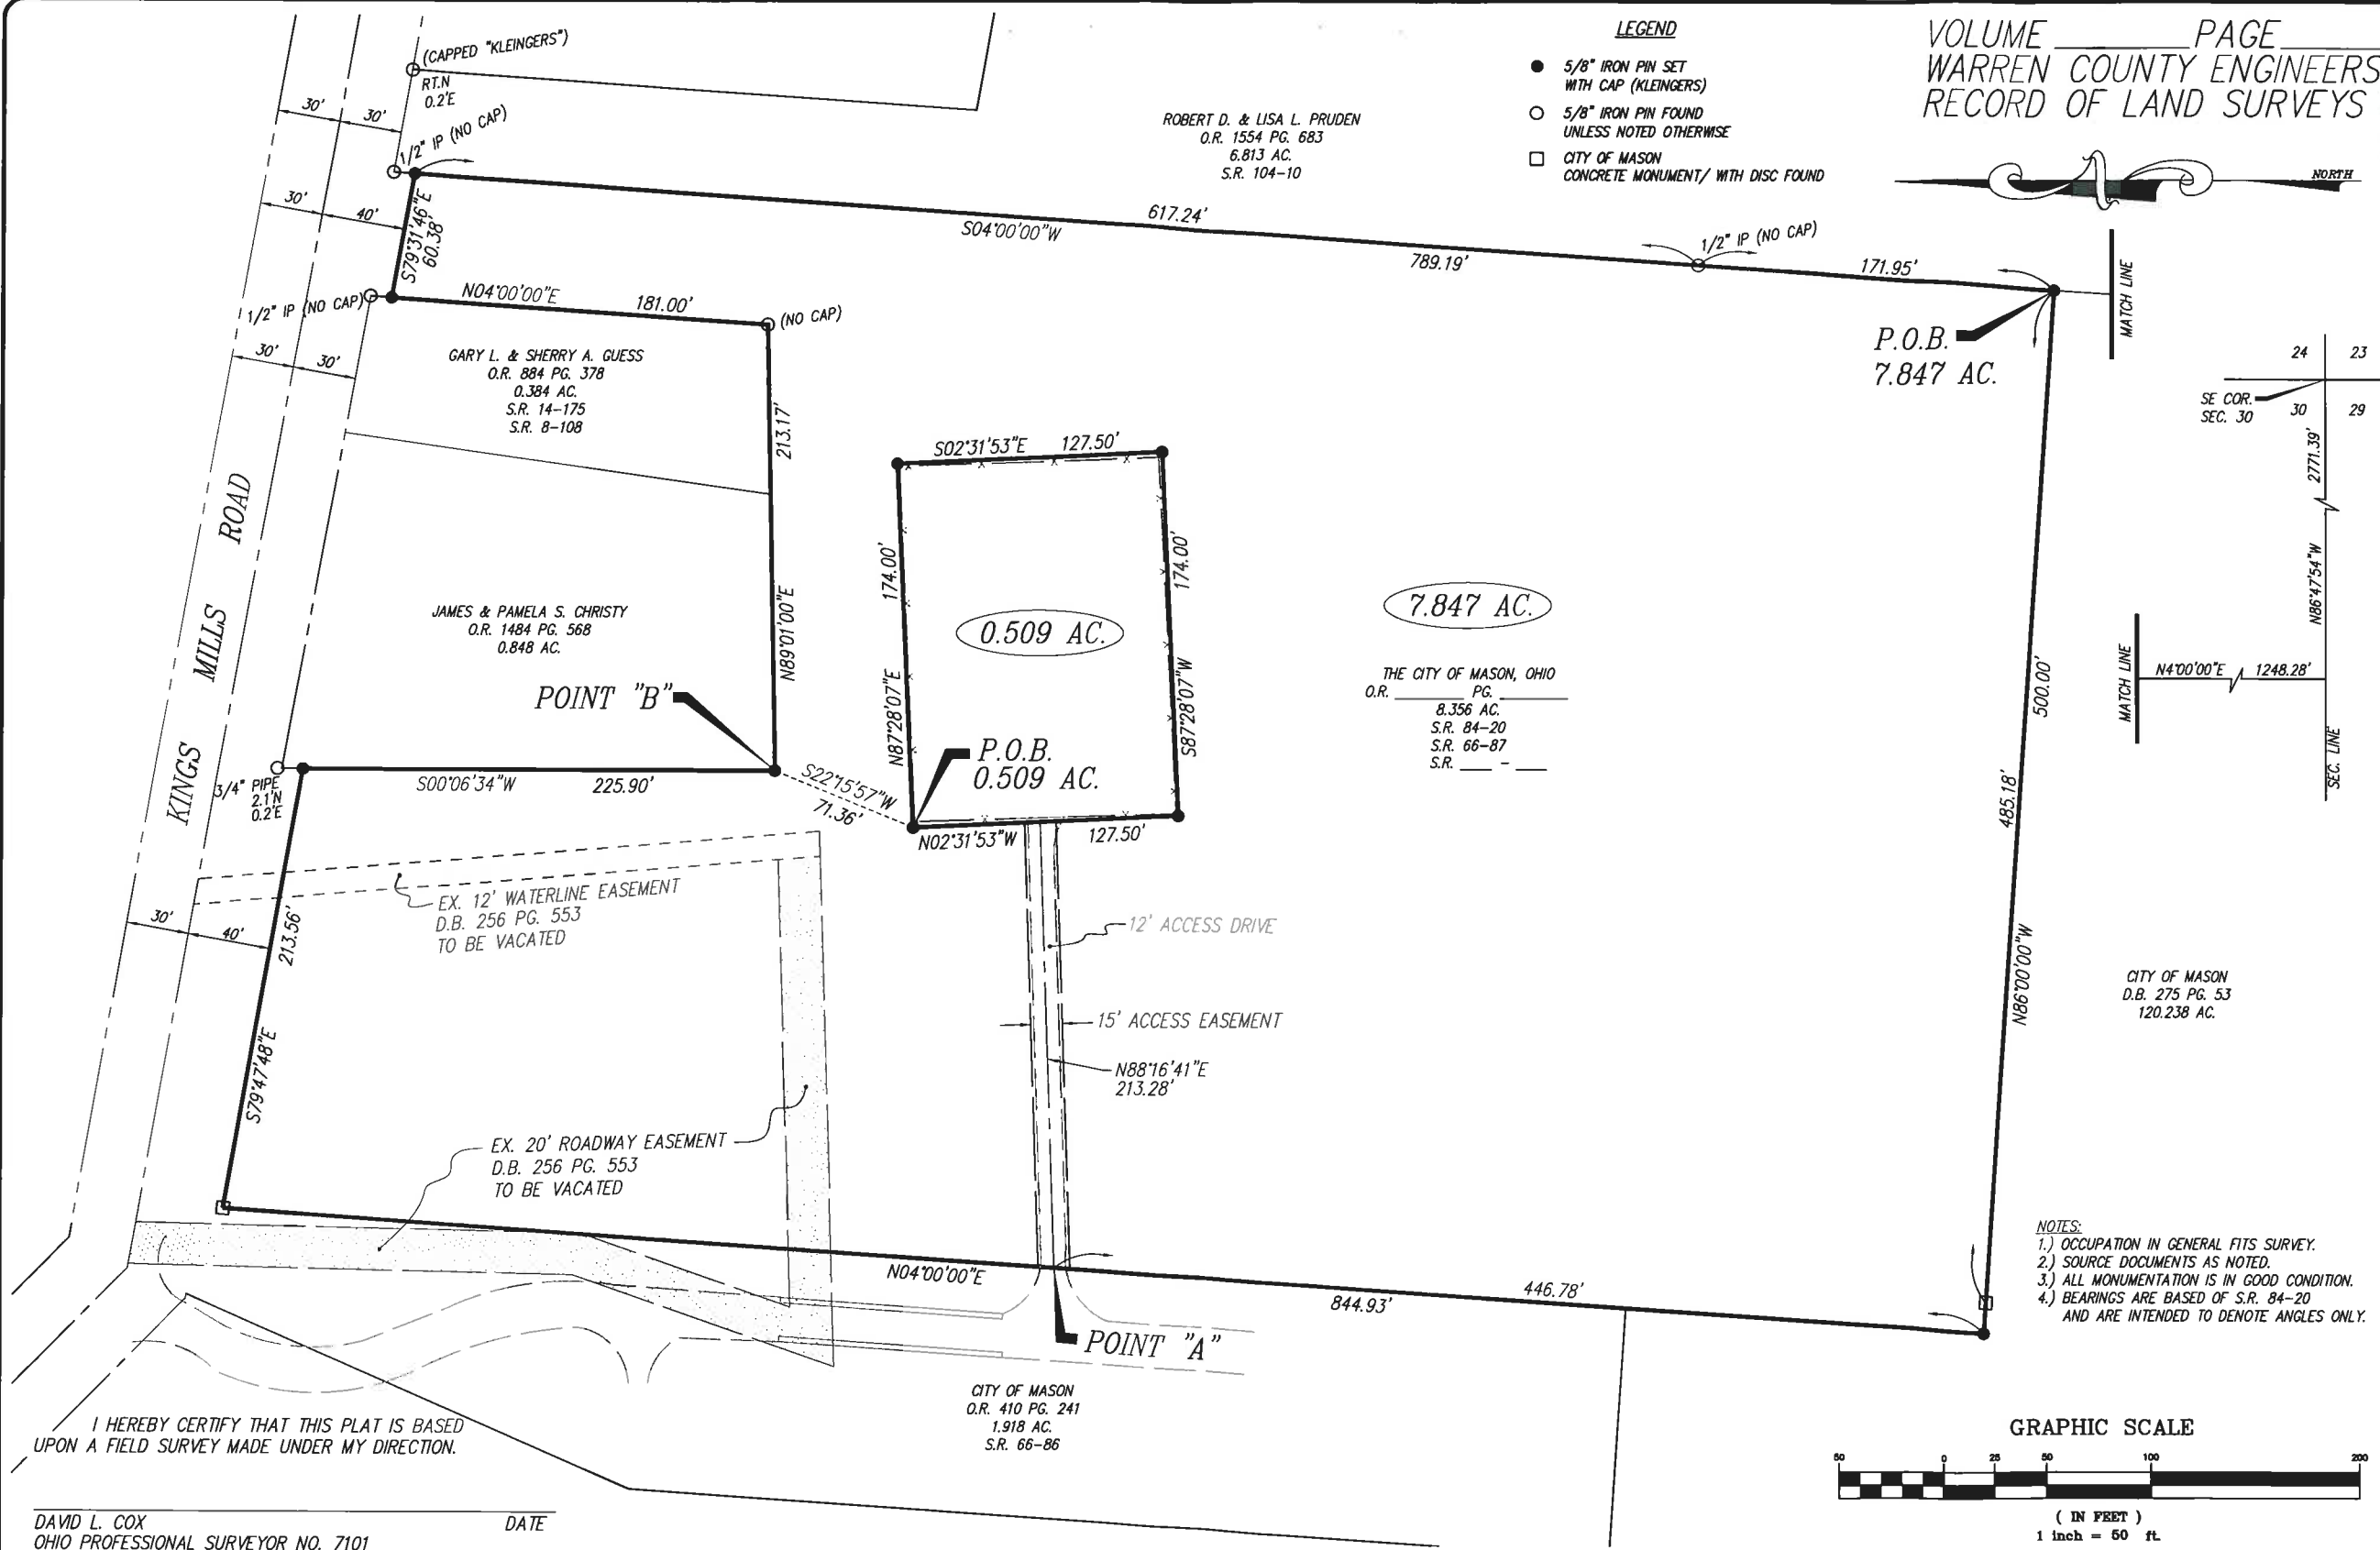 LEGEND
5/8" IRON PIN SET
WITH CAP (KLEINGERS)
5/8" IRON PIN FOUND
UNLESS NOTED OTHERWISE
CITY OF MASON
CONCRETE MONUMENT/ WITH DISC FOUND
VOLUME ______ PAGE ______
WARREN COUNTY ENGINEERS
RECORD OF LAND SURVEYS
NORTH
(CAPPED "KLEINGERS")
RT.N
0.2'E
1/2" IP (NO CAP)
30'
30'
30'
40'
S79°31'46"E
60.38'
ROBERT D. & LISA L. PRUDEN
O.R. 1554 PG. 683
6.813 AC.
S.R. 104-10
617.24'
S04°00'00"W
789.19'
1/2" IP (NO CAP)
171.95'
MATCH LINE
P.O.B.
7.847 AC.
24
23
30
29
SE COR.
SEC. 30
2771.39'
N86°47'54"W
MATCH LINE
N4°00'00"E
1248.28'
SEC. LINE
1/2" IP (NO CAP)
N04°00'00"E
181.00'
(NO CAP)
30'
30'
GARY L. & SHERRY A. GUESS
O.R. 884 PG. 378
0.384 AC.
S.R. 14-175
S.R. 8-108
213.17'
N89°01'00"E
KINGS MILLS ROAD
JAMES & PAMELA S. CHRISTY
O.R. 1484 PG. 568
0.848 AC.
POINT "B"
S02°31'53"E
127.50'
174.00'
N87°28'07"E
0.509 AC.
174.00'
S87°28'07"W
P.O.B.
0.509 AC.
N02°31'53"W
127.50'
S22°15'57"W
71.36'
7.847 AC.
THE CITY OF MASON, OHIO
O.R. ______ PG. ______
8.356 AC.
S.R. 84-20
S.R. 66-87
S.R. ___ - ___
500.00'
485.18'
N86°00'00"W
CITY OF MASON
D.B. 275 PG. 53
120.238 AC.
3/4" PIPE
2.1'N
0.2'E
S00°06'34"W
225.90'
30'
40'
213.56'
S79°47'48"E
EX. 12' WATERLINE EASEMENT
D.B. 256 PG. 553
TO BE VACATED
12' ACCESS DRIVE
15' ACCESS EASEMENT
N88°16'41"E
213.28'
EX. 20' ROADWAY EASEMENT
D.B. 256 PG. 553
TO BE VACATED
N04°00'00"E
446.78'
844.93'
POINT "A"
CITY OF MASON
O.R. 410 PG. 241
1.918 AC.
S.R. 66-86
NOTES:
1.) OCCUPATION IN GENERAL FITS SURVEY.
2.) SOURCE DOCUMENTS AS NOTED.
3.) ALL MONUMENTATION IS IN GOOD CONDITION.
4.) BEARINGS ARE BASED OF S.R. 84-20
AND ARE INTENDED TO DENOTE ANGLES ONLY.
I HEREBY CERTIFY THAT THIS PLAT IS BASED
UPON A FIELD SURVEY MADE UNDER MY DIRECTION.
DAVID L. COX DATE
OHIO PROFESSIONAL SURVEYOR NO. 7101
GRAPHIC SCALE
50 0 25 50 100 200
( IN FEET )
1 inch = 50 ft.